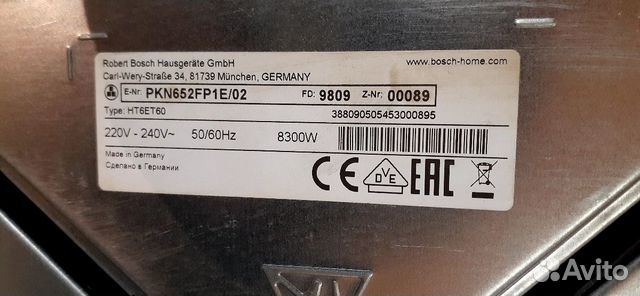 Robert Bosch Hausgeräte GmbH
www.bosch-home.com
Carl-Wery-Straße 34, 81739 München, GERMANY
E-Nr: PKN652FP1E/02 FD: 9809 Z-Nr: 00089
Type: HT6ET60
388090505453000895
220V - 240V~ 50/60Hz 8300W
Made in Germany
Сделано в Германии
CE DVE EAC
Avito